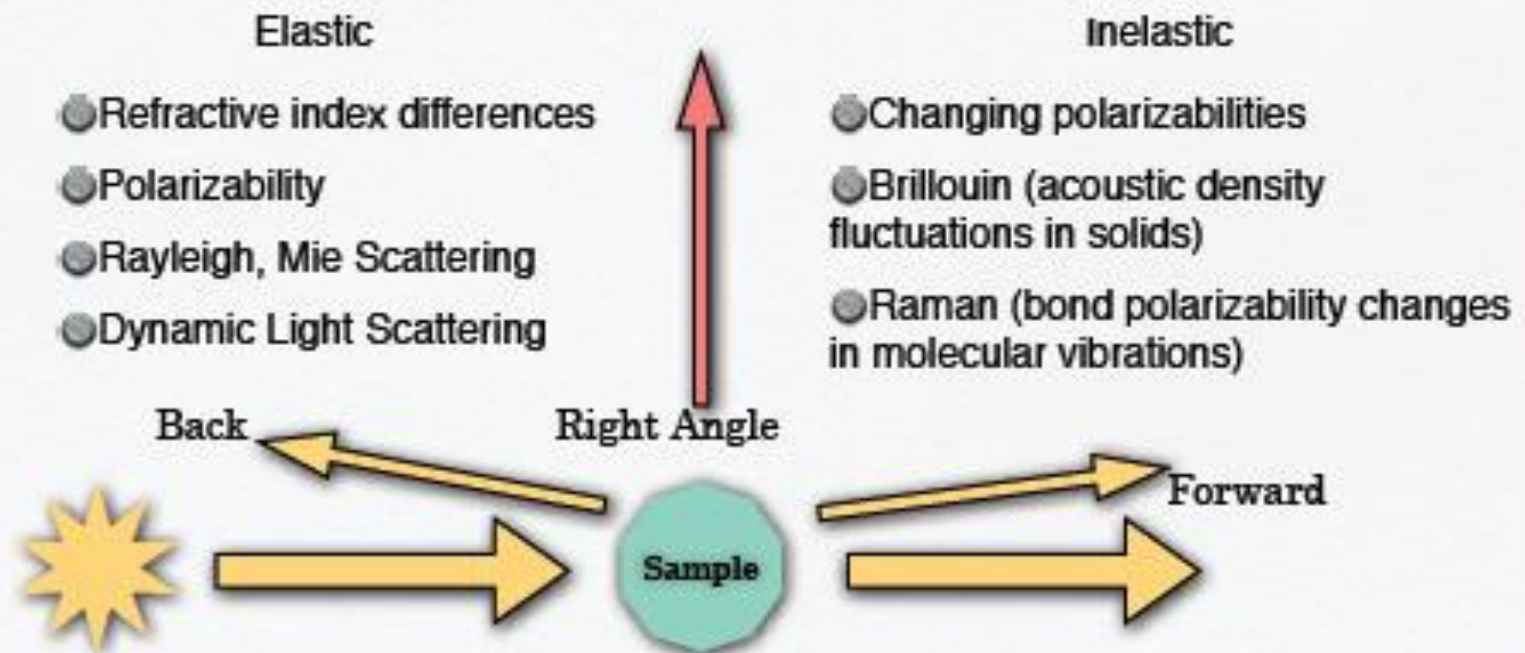 Elastic
Refractive index differences
Polarizability
Rayleigh, Mie Scattering
Dynamic Light Scattering
Inelastic
Changing polarizabilities
Brillouin (acoustic density
fluctuations in solids)
Raman (bond polarizability changes
in molecular vibrations)
Back
Right Angle
Forward
Sample